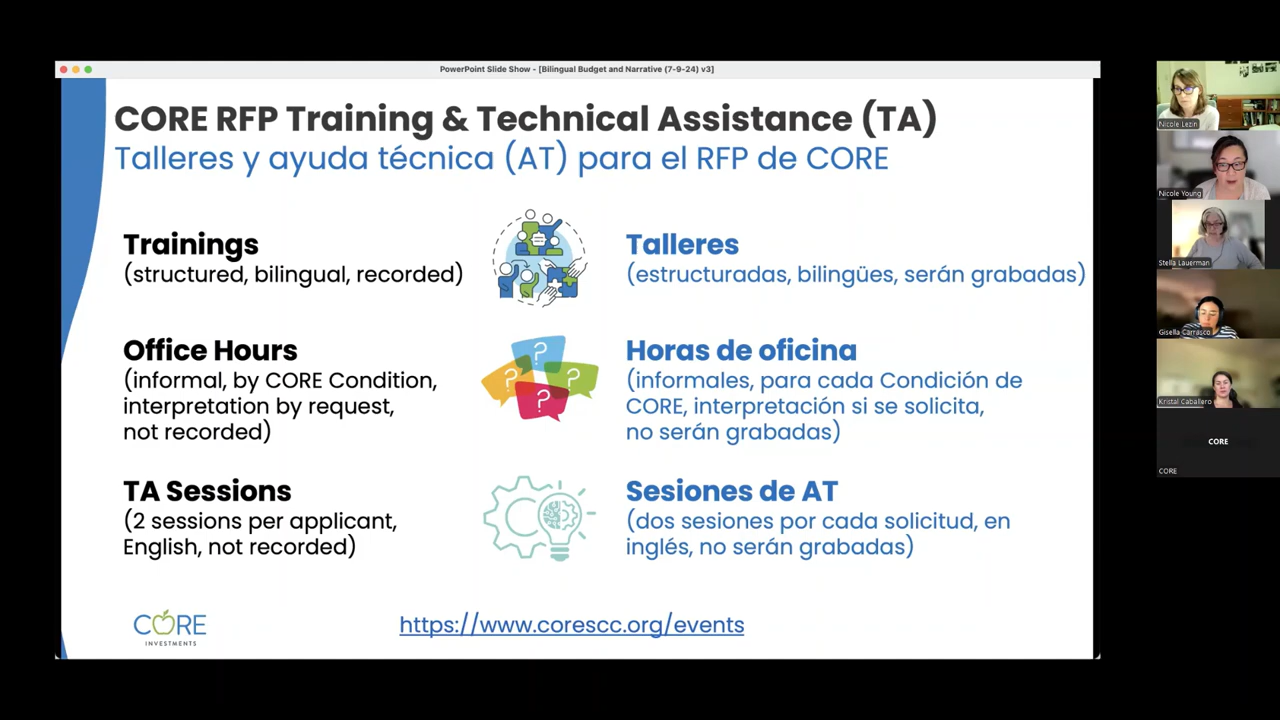 PowerPoint Slide Show - [Bilingual Budget and Narrative (7-9-24) v3]
CORE RFP Training & Technical Assistance (TA)
Talleres y ayuda técnica (AT) para el RFP de CORE
Trainings
(structured, bilingual, recorded)
Talleres
(estructuradas, bilingües, serán grabadas)
Office Hours
(informal, by CORE Condition,
interpretation by request,
not recorded)
? ? ? ?
Horas de oficina
(informales, para cada Condición de
CORE, interpretación si se solicita,
no serán grabadas)
TA Sessions
(2 sessions per applicant,
English, not recorded)
Sesiones de AT
(dos sesiones por cada solicitud, en
inglés, no serán grabadas)
CORE
INVESTMENTS
https://www.corescc.org/events
Nicole Lezin
Nicole Young
Stella Lauerman
Gisella Carrasco
Kristal Caballero
CORE
CORE